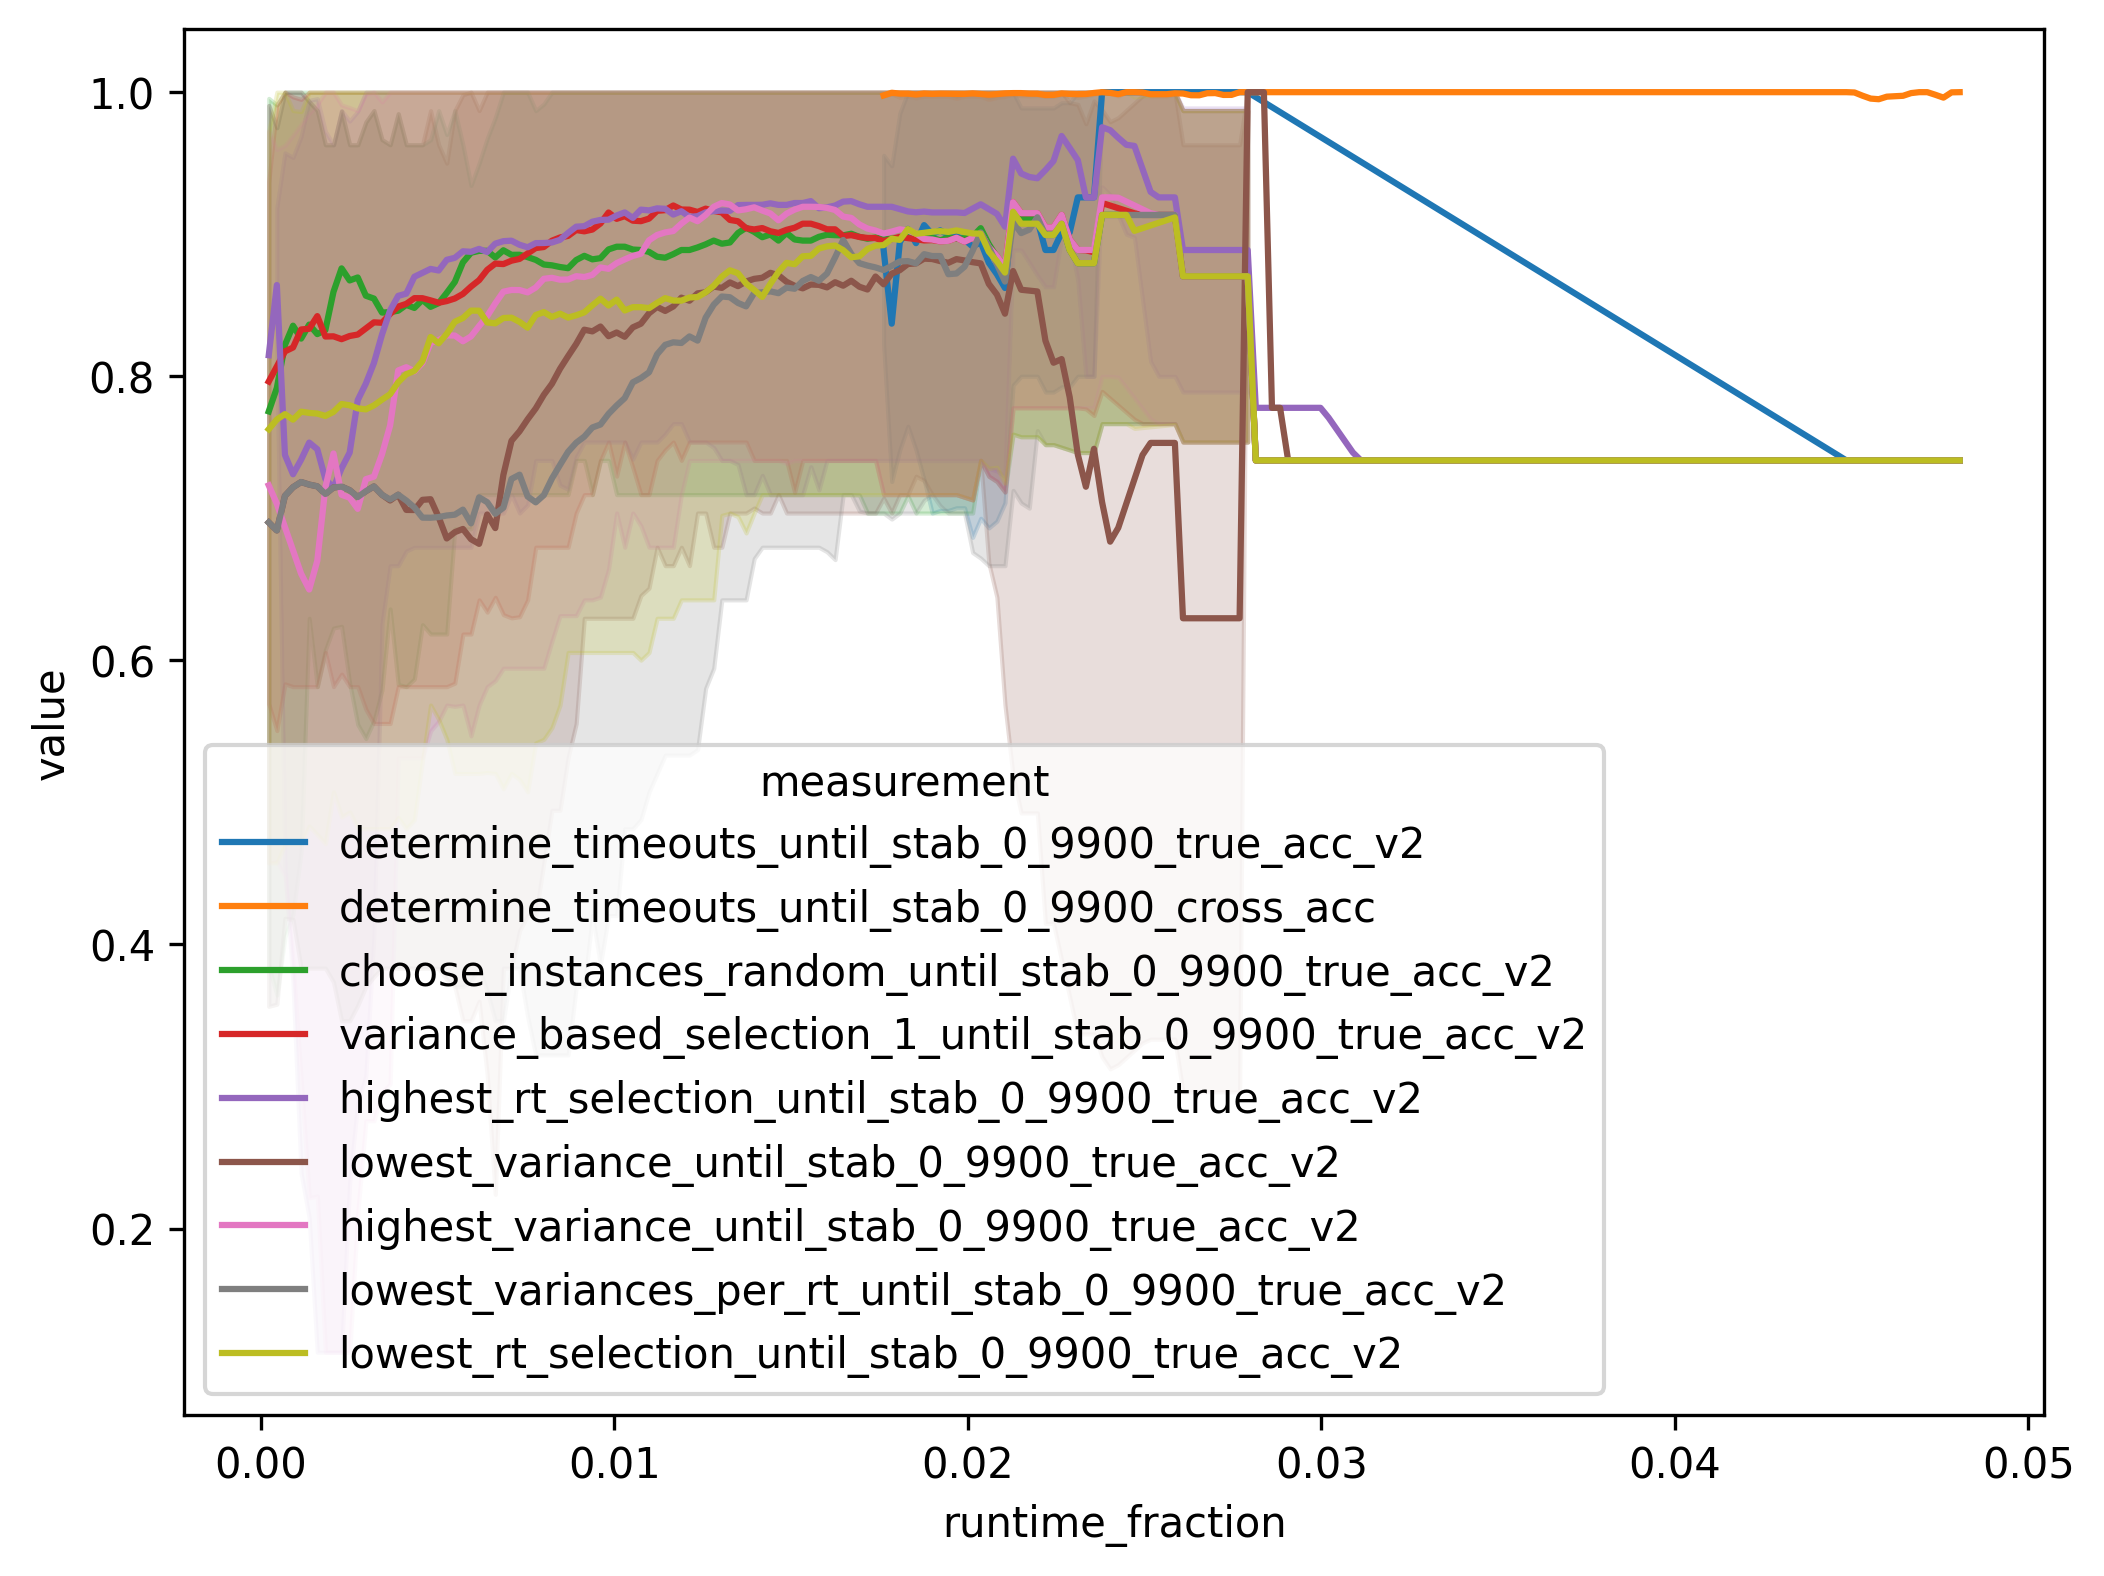 1.0
0.8
0.6
0.4
0.2
value
measurement
determine_timeouts_until_stab_0_9900_true_acc_v2
determine_timeouts_until_stab_0_9900_cross_acc
choose_instances_random_until_stab_0_9900_true_acc_v2
variance_based_selection_1_until_stab_0_9900_true_acc_v2
highest_rt_selection_until_stab_0_9900_true_acc_v2
lowest_variance_until_stab_0_9900_true_acc_v2
highest_variance_until_stab_0_9900_true_acc_v2
lowest_variances_per_rt_until_stab_0_9900_true_acc_v2
lowest_rt_selection_until_stab_0_9900_true_acc_v2
0.00 0.01 0.02 0.03 0.04 0.05
runtime_fraction